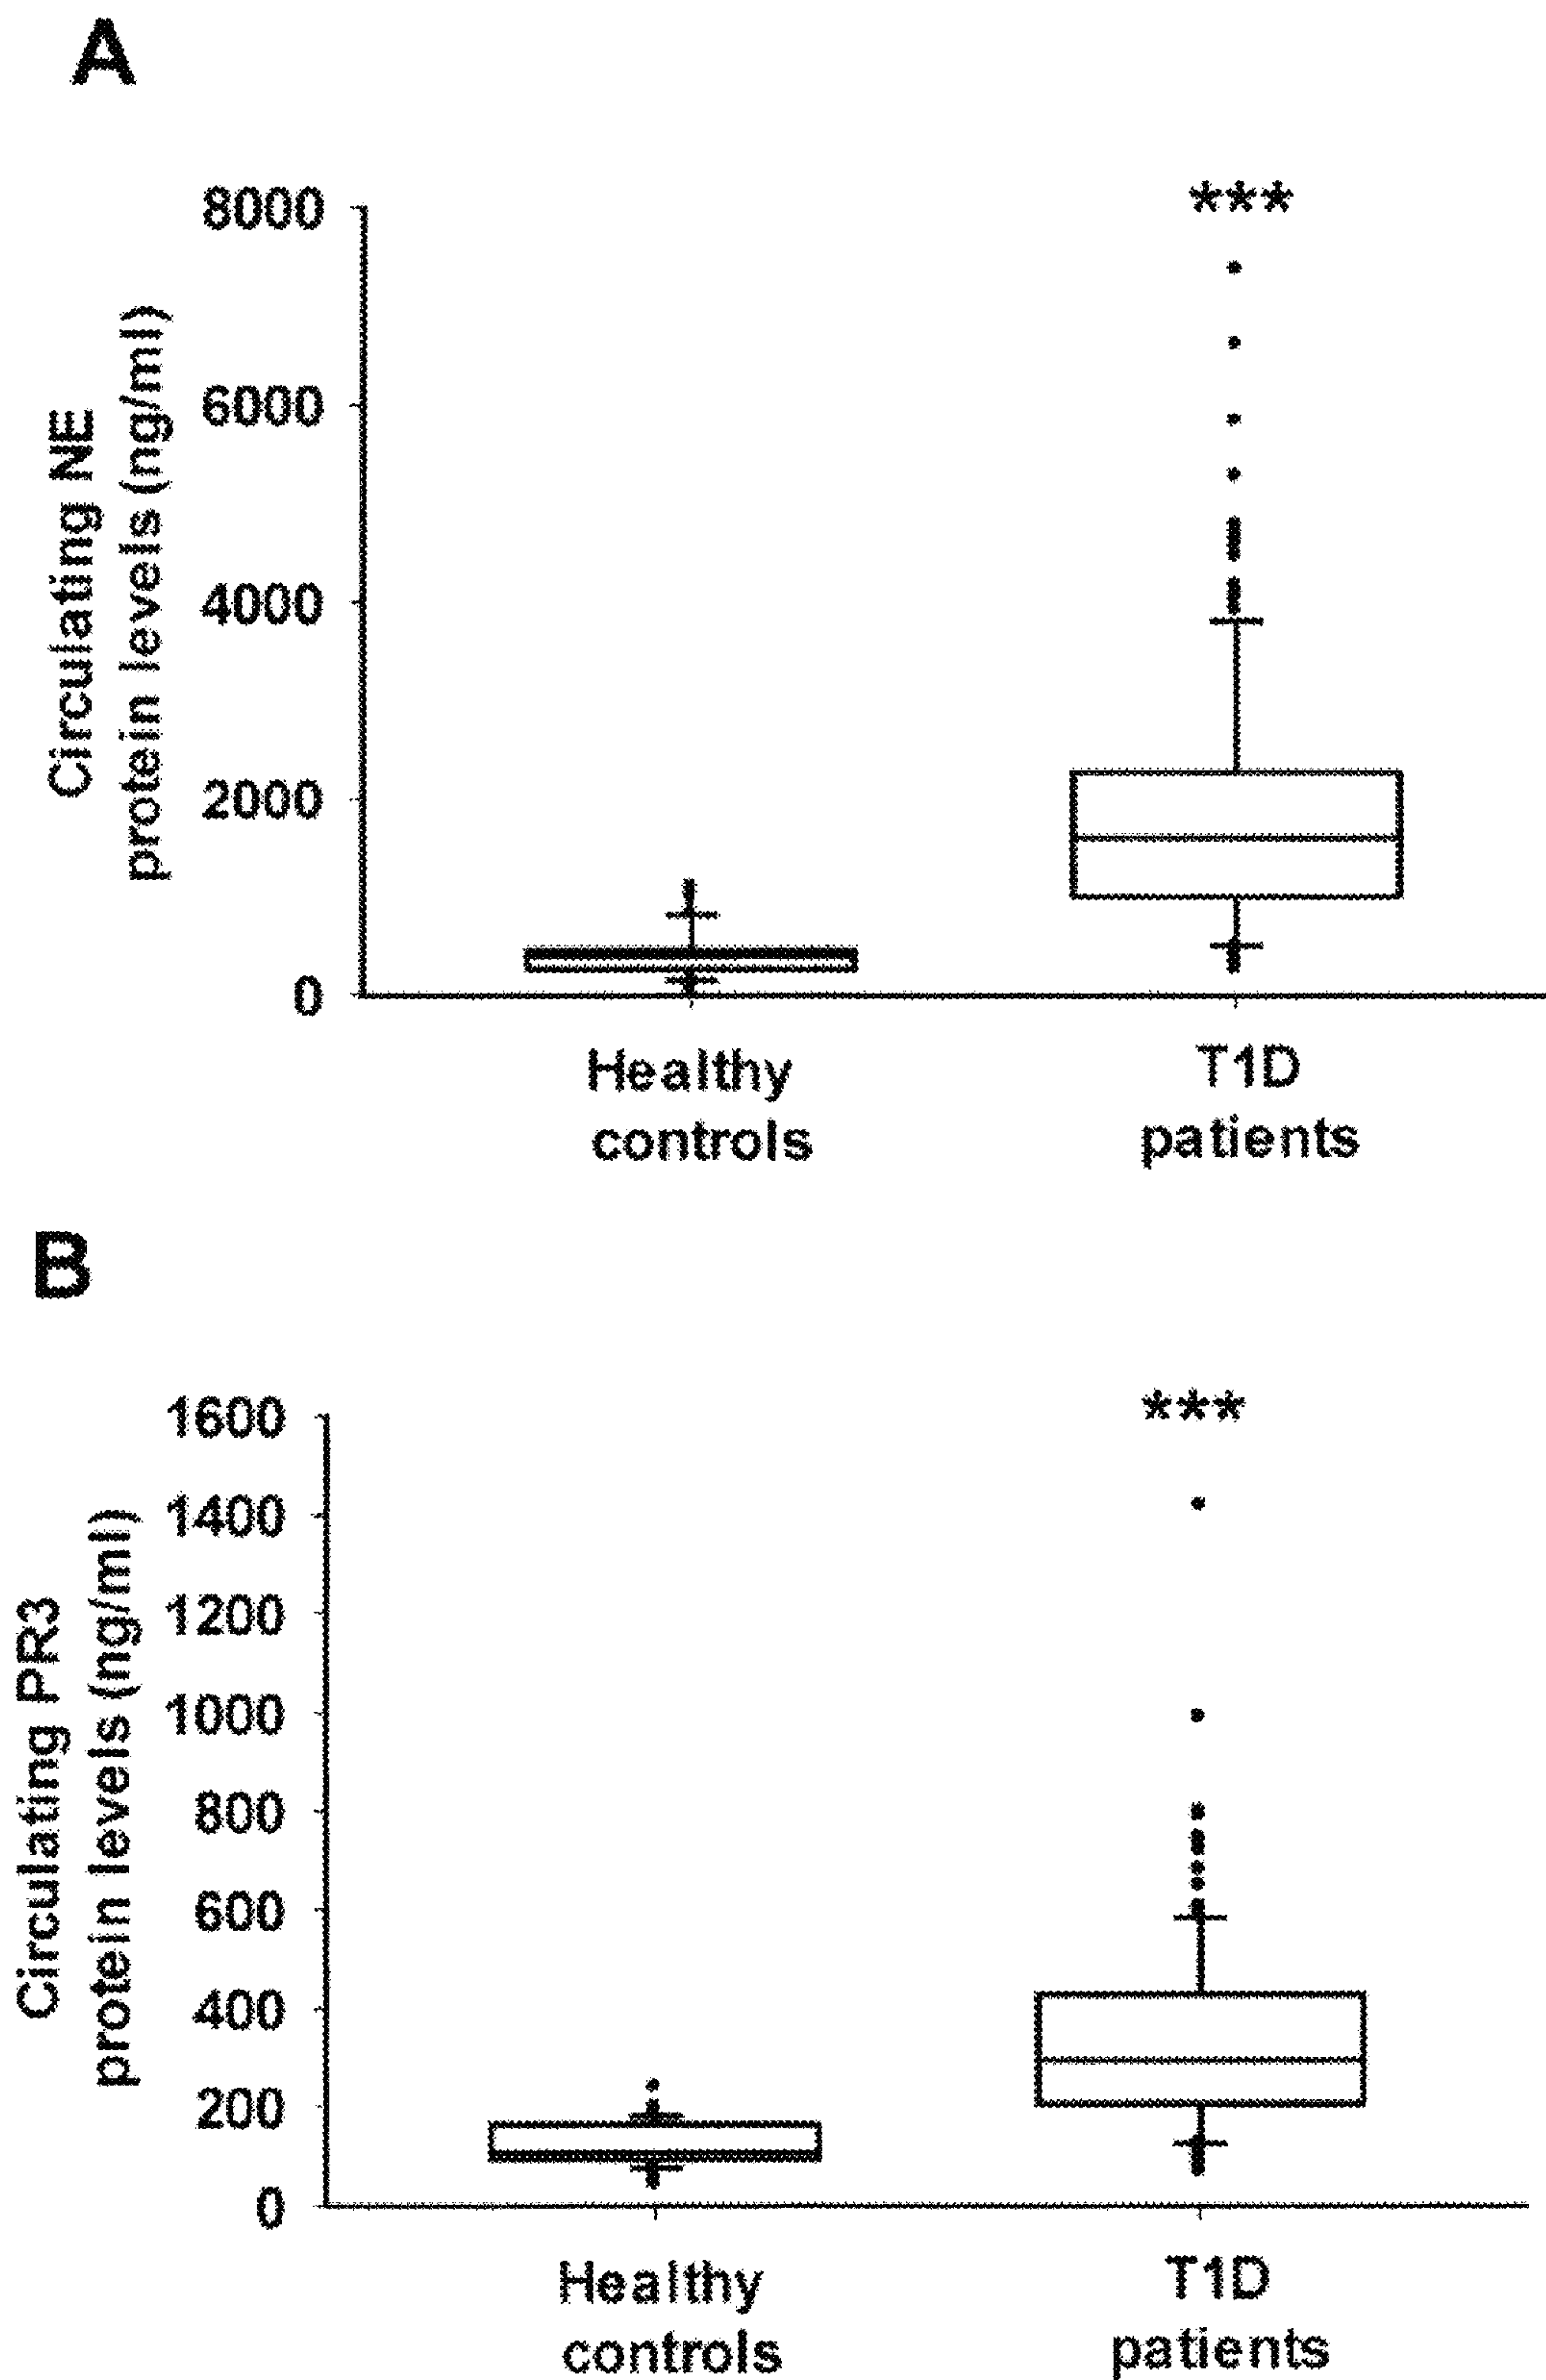 A
***
8000
6000
4000
2000
0
Circulating NE
protein levels (ng/ml)
Healthy
controls
T1D
patients
B
***
1600
1400
1200
1000
800
600
400
200
0
Circulating PR3
protein levels (ng/ml)
Healthy
controls
T1D
patients